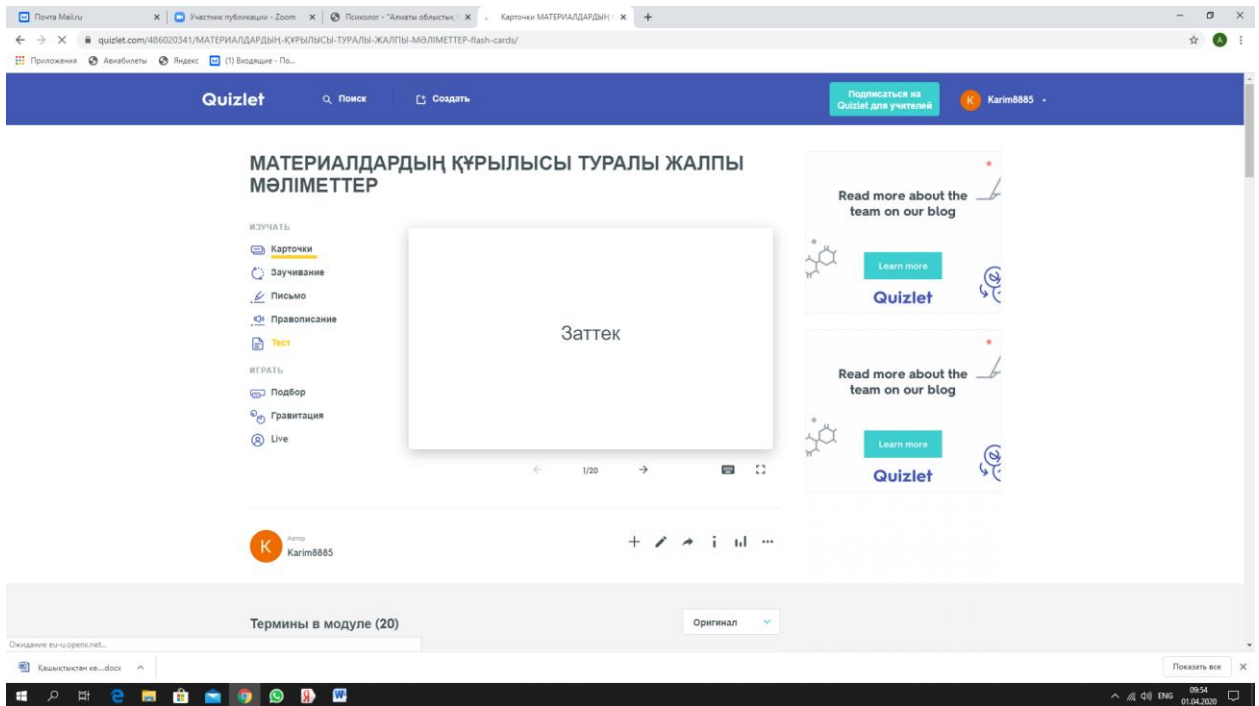 Почта Mail.ru
Участник публикации - Zoom
Психолог - "Алматы облыстық
Карточки МАТЕРИАЛДАРДЫҢ
quizlet.com/486020341/МАТЕРИАЛДАРДЫҢ-ҚҰРЫЛЫСЫ-ТУРАЛЫ-ЖАЛПЫ-МӘЛІМЕТТЕР-flash-cards/
A
Приложения Авиабилеты Яндекс (1) Входящие - По...
Quizlet
Поиск
Создать
Подписаться на
Quizlet для учителей
K Karim8885
МАТЕРИАЛДАРДЫҢ ҚҰРЫЛЫСЫ ТУРАЛЫ ЖАЛПЫ
МӘЛІМЕТТЕР
ИЗУЧАТЬ
Карточки
Заучивание
Письмо
Правописание
Тест
ИГРАТЬ
Подбор
Гравитация
Live
Заттек
1/20
Read more about the
team on our blog
Learn more
Quizlet
Read more about the
team on our blog
Learn more
Quizlet
K
Автор
Karim8885
Термины в модуле (20)
Оригинал
Ожидание eu-u.openx.net...
Қашықтықтан ке...docx
Показать все
ENG
09:54
01.04.2020